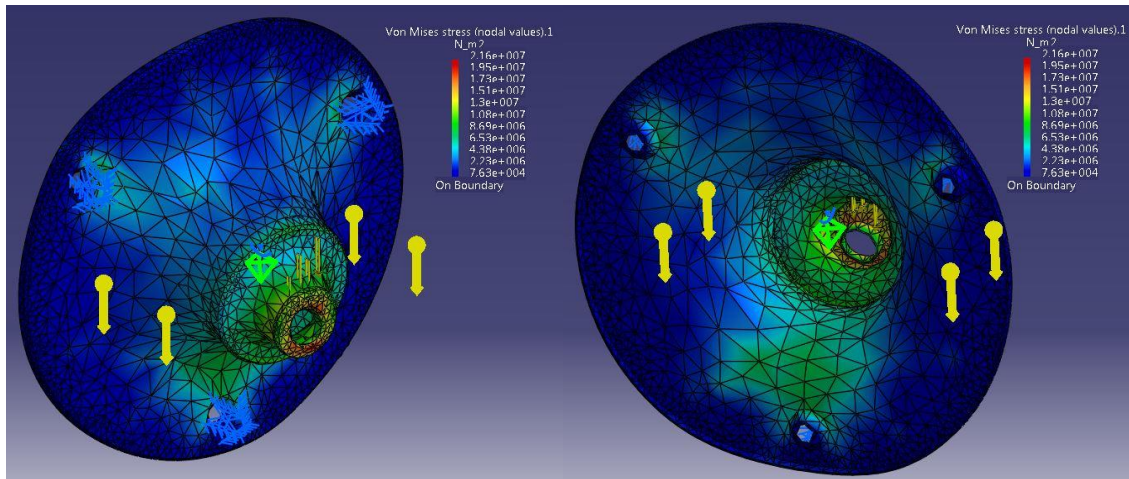 Von Mises stress (nodal values).1
N_m2
2.16e+007
1.95e+007
1.73e+007
1.51e+007
1.3e+007
1.08e+007
8.69e+006
6.53e+006
4.38e+006
2.23e+006
7.63e+004
On Boundary
Von Mises stress (nodal values).1
N_m2
2.16e+007
1.95e+007
1.73e+007
1.51e+007
1.3e+007
1.08e+007
8.69e+006
6.53e+006
4.38e+006
2.23e+006
7.63e+004
On Boundary